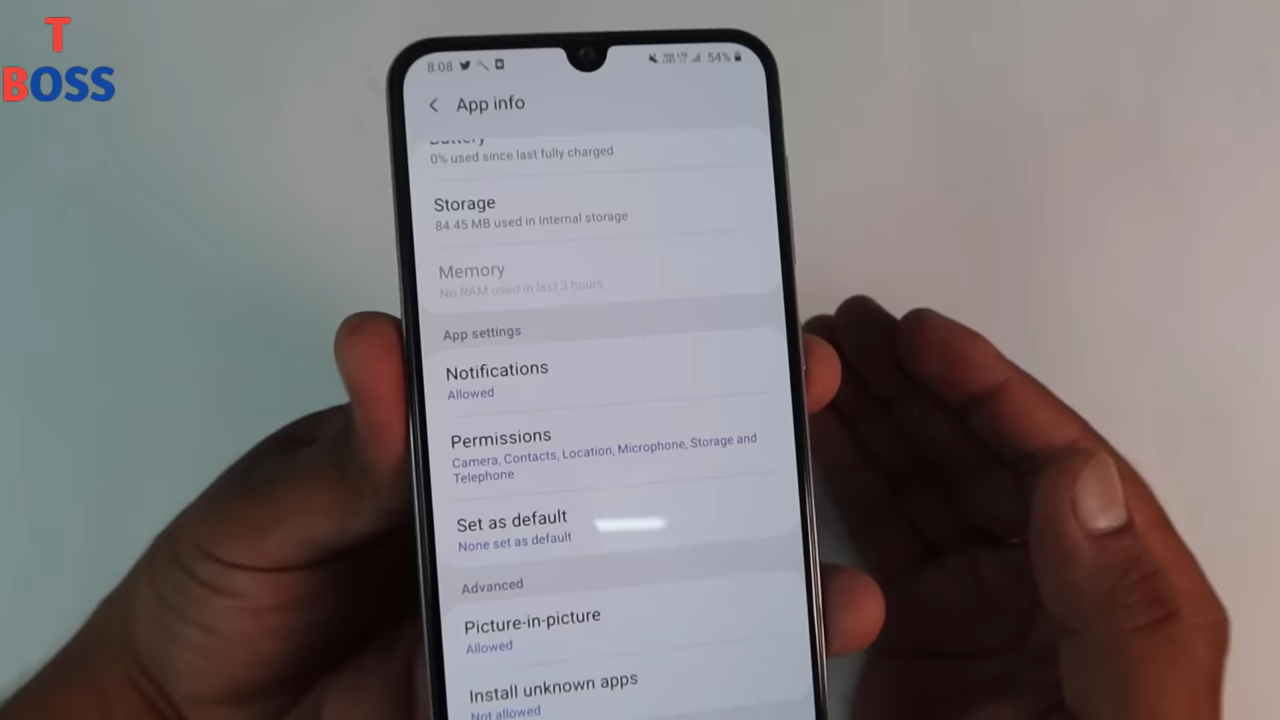 T
BOSS
8:08
54%
App info
Battery
0% used since last fully charged
Storage
84.45 MB used in Internal storage
Memory
No RAM used in last 3 hours
App settings
Notifications
Allowed
Permissions
Camera, Contacts, Location, Microphone, Storage and
Telephone
Set as default
None set as default
Advanced
Picture-in-picture
Allowed
Install unknown apps
Not allowed